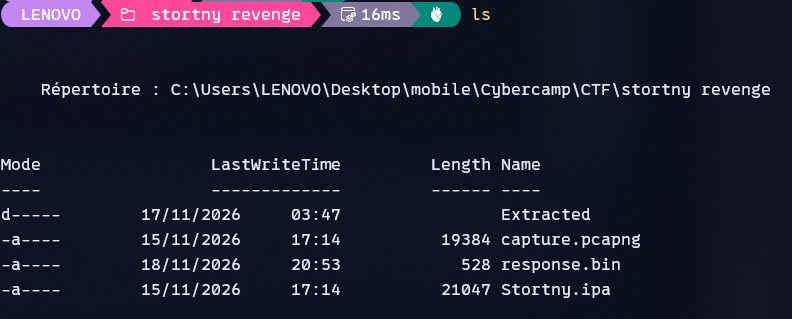 LENOVO stortny revenge 16ms ls
Répertoire : C:\Users\LENOVO\Desktop\mobile\Cybercamp\CTF\stortny revenge
Mode LastWriteTime Length Name
---- ------------- ------ ----
d----- 17/11/2026 03:47 Extracted
-a---- 15/11/2026 17:14 19384 capture.pcapng
-a---- 18/11/2026 20:53 528 response.bin
-a---- 15/11/2026 17:14 21047 Stortny.ipa